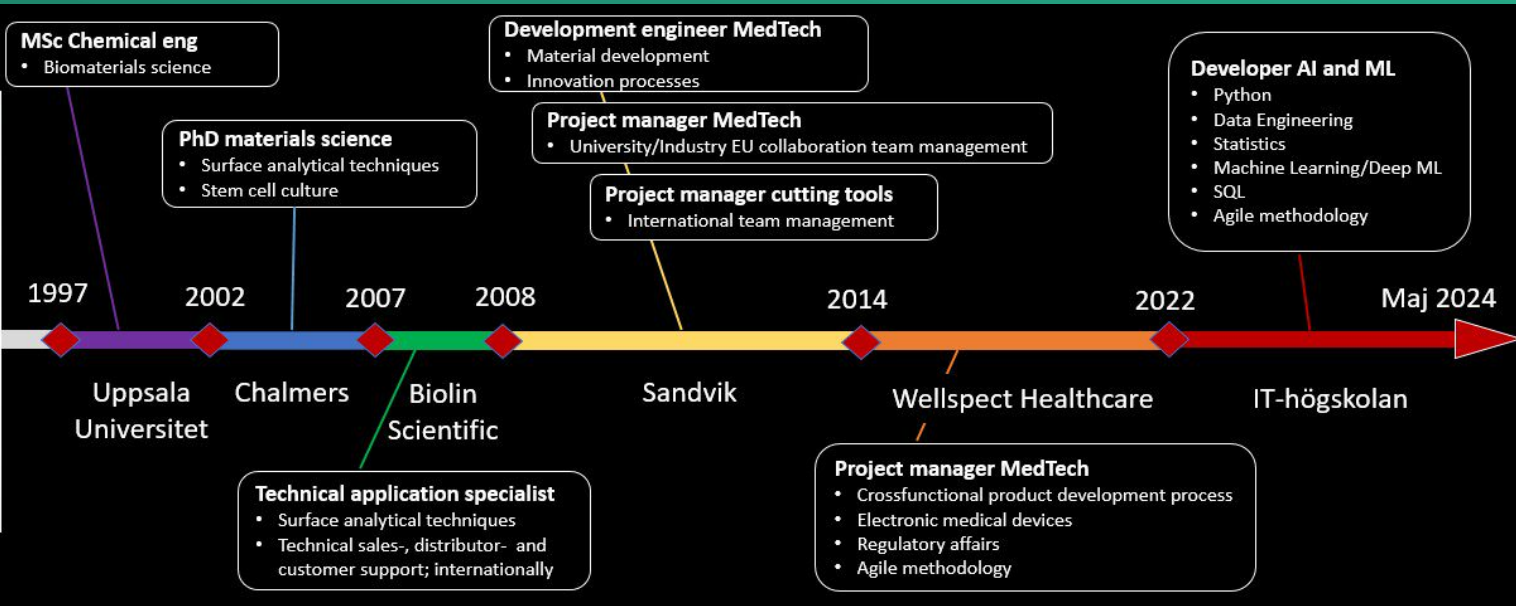 MSc Chemical eng
• Biomaterials science
PhD materials science
• Surface analytical techniques
• Stem cell culture
Development engineer MedTech
• Material development
• Innovation processes
Project manager MedTech
• University/Industry EU collaboration team management
Project manager cutting tools
• International team management
Developer AI and ML
• Python
• Data Engineering
• Statistics
• Machine Learning/Deep ML
• SQL
• Agile methodology
1997
2002
2007
2008
2014
2022
Maj 2024
Uppsala
Universitet
Chalmers
Biolin
Scientific
Sandvik
Wellspect Healthcare
IT-högskolan
Technical application specialist
• Surface analytical techniques
• Technical sales-, distributor- and
customer support; internationally
Project manager MedTech
• Crossfunctional product development process
• Electronic medical devices
• Regulatory affairs
• Agile methodology